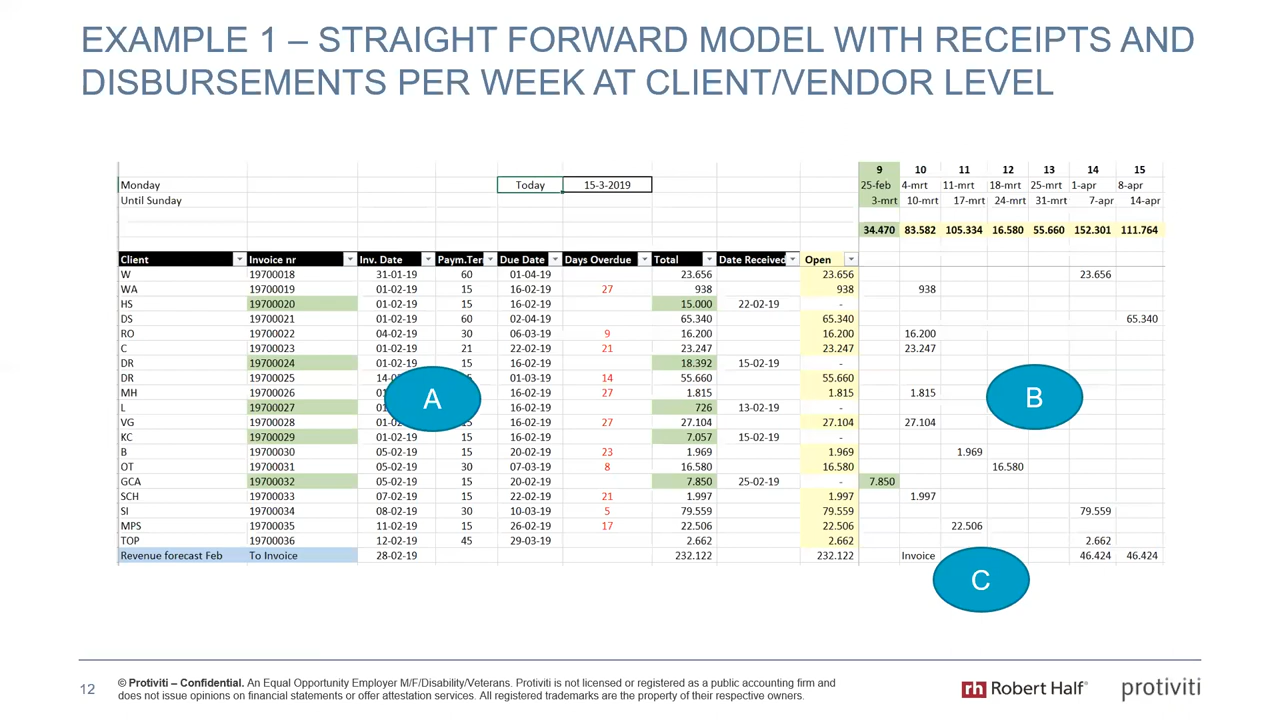 EXAMPLE 1 – STRAIGHT FORWARD MODEL WITH RECEIPTS AND
DISBURSEMENTS PER WEEK AT CLIENT/VENDOR LEVEL
9 10 11 12 13 14 15
Monday Today 15-3-2019 25-feb 4-mrt 11-mrt 18-mrt 25-mrt 1-apr 8-apr
Until Sunday 3-mrt 10-mrt 17-mrt 24-mrt 31-mrt 7-apr 14-apr
34.470 83.582 105.334 16.580 55.660 152.301 111.764
Client Invoice nr Inv. Date Paym.Ter Due Date Days Overdue Total Date Received Open
W 19700018 31-01-19 60 01-04-19 23.656 23.656 23.656
WA 19700019 01-02-19 15 16-02-19 27 938 938 938
HS 19700020 01-02-19 15 16-02-19 15.000 22-02-19 -
DS 19700021 01-02-19 60 02-04-19 65.340 65.340 65.340
RO 19700022 04-02-19 30 06-03-19 9 16.200 16.200 16.200
C 19700023 01-02-19 21 22-02-19 21 23.247 23.247 23.247
DR 19700024 01-02-19 15 16-02-19 18.392 15-02-19 -
DR 19700025 14- 01-03-19 14 55.660 55.660
MH 19700026 16-02-19 27 1.815 1.815 1.815
L 19700027 16-02-19 726 13-02-19 -
VG 19700028 01-02-19 15 16-02-19 27 27.104 27.104 27.104
KC 19700029 01-02-19 15 16-02-19 7.057 15-02-19 -
B 19700030 05-02-19 15 20-02-19 23 1.969 1.969 1.969
OT 19700031 05-02-19 30 07-03-19 8 16.580 16.580 16.580
GCA 19700032 05-02-19 15 20-02-19 7.850 25-02-19 - 7.850
SCH 19700033 07-02-19 15 22-02-19 21 1.997 1.997 1.997
SI 19700034 08-02-19 30 10-03-19 5 79.559 79.559 79.559
MPS 19700035 11-02-19 15 26-02-19 17 22.506 22.506 22.506
TOP 19700036 12-02-19 45 29-03-19 2.662 2.662 2.662
Revenue forecast Feb To Invoice 28-02-19 232.122 232.122 Invoice 46.424 46.424
A
B
C
12
© Protiviti – Confidential. An Equal Opportunity Employer M/F/Disability/Veterans. Protiviti is not licensed or registered as a public accounting firm and
does not issue opinions on financial statements or offer attestation services. All registered trademarks are the property of their respective owners.
rh Robert Half® protiviti